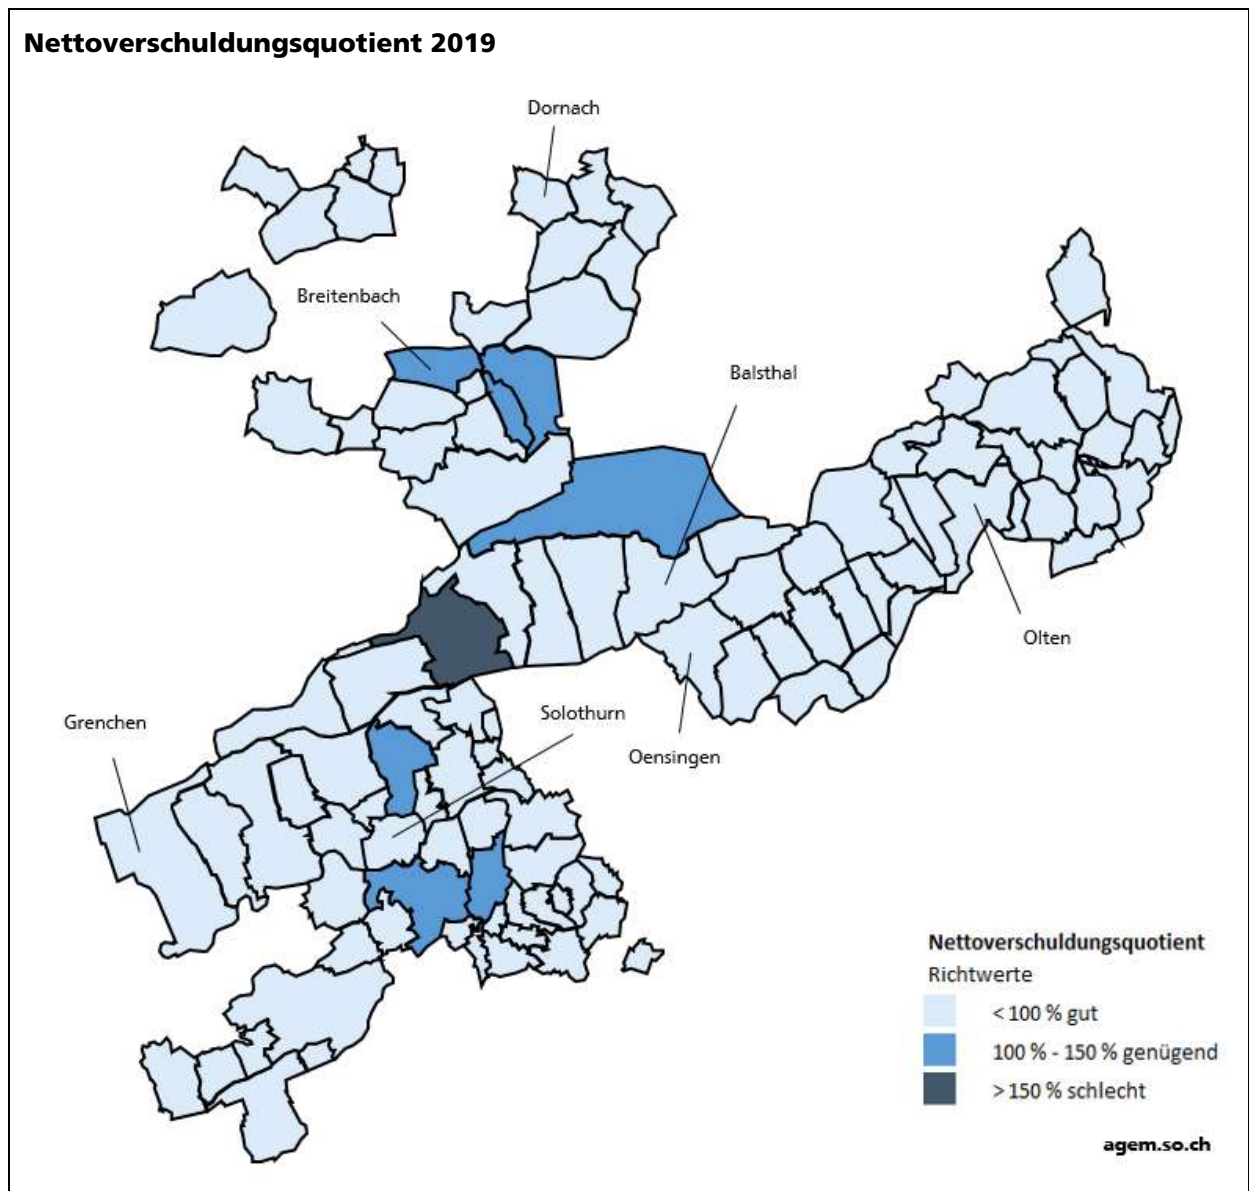 Nettoverschuldungsquotient 2019
Dornach
Breitenbach
Balsthal
Olten
Solothurn
Grenchen
Oensingen
Nettoverschuldungsquotient
Richtwerte
< 100 % gut
100 % - 150 % genügend
> 150 % schlecht
agem.so.ch